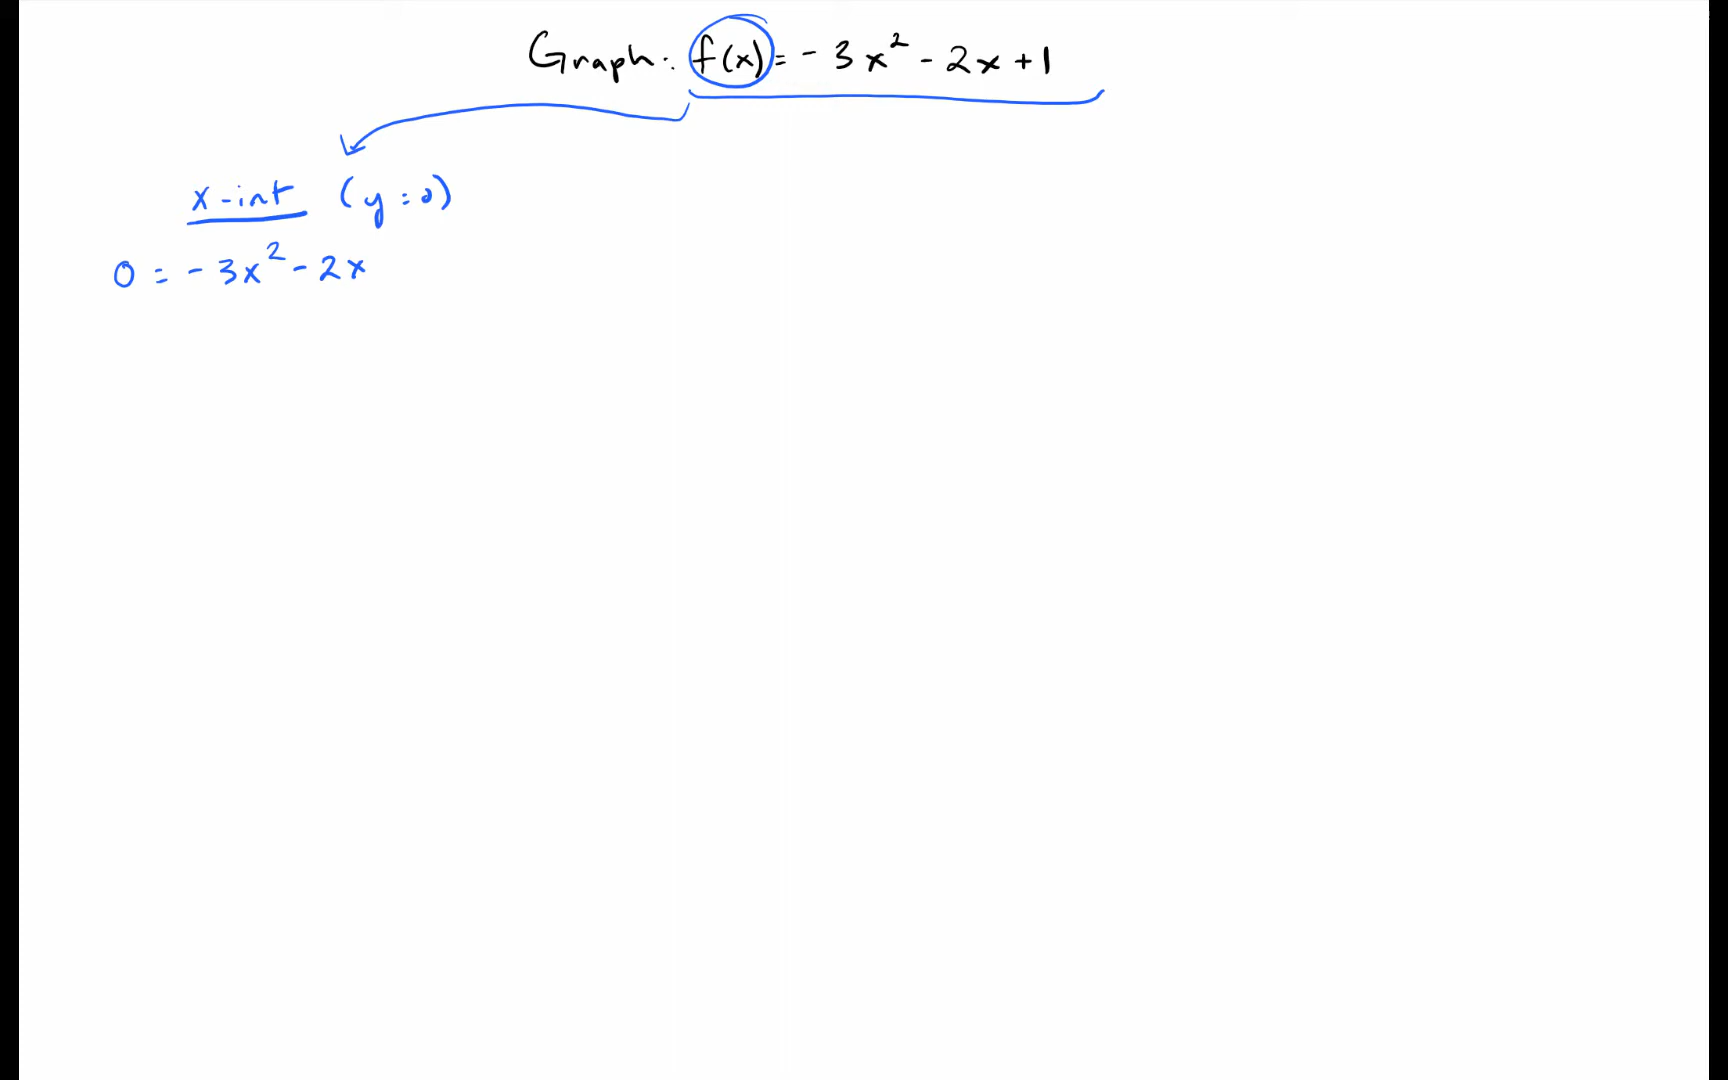 Graph: f(x) = -3x² - 2x + 1
x-int (y=0)
0 = -3x² - 2x